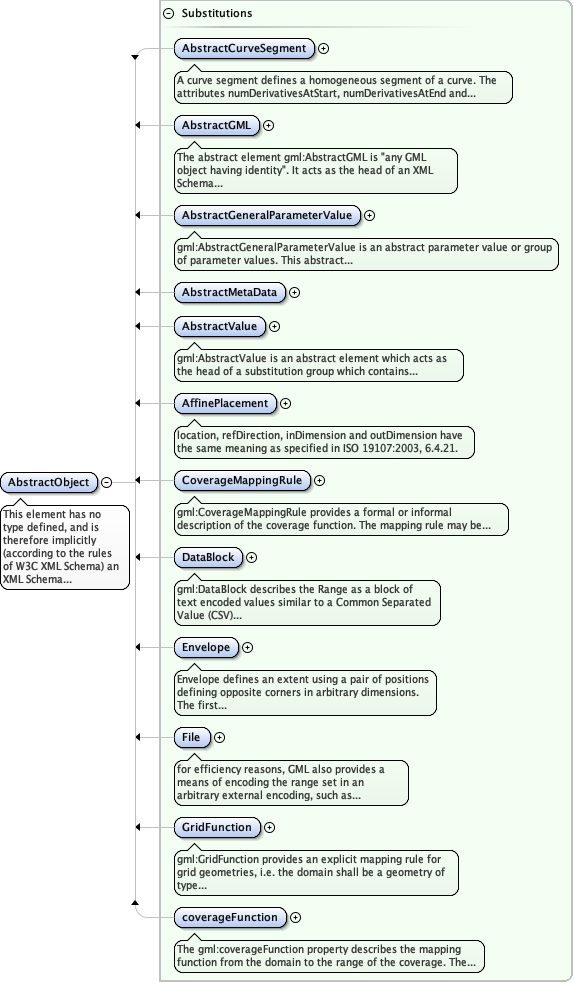 Substitutions
AbstractCurveSegment
A curve segment defines a homogeneous segment of a curve. The
attributes numDerivativesAtStart, numDerivativesAtEnd and...
AbstractGML
The abstract element gml:AbstractGML is "any GML
object having identity". It acts as the head of an XML
Schema...
AbstractGeneralParameterValue
gml:AbstractGeneralParameterValue is an abstract parameter value or group
of parameter values. This abstract...
AbstractMetaData
AbstractValue
gml:AbstractValue is an abstract element which acts as
the head of a substitution group which contains...
AffinePlacement
location, refDirection, inDimension and outDimension have
the same meaning as specified in ISO 19107:2003, 6.4.21.
AbstractObject
This element has no
type defined, and is
therefore implicitly
(according to the rules
of W3C XML Schema) an
XML Schema...
CoverageMappingRule
gml:CoverageMappingRule provides a formal or informal
description of the coverage function. The mapping rule may be...
DataBlock
gml:DataBlock describes the Range as a block of
text encoded values similar to a Common Separated
Value (CSV)...
Envelope
Envelope defines an extent using a pair of positions
defining opposite corners in arbitrary dimensions.
The first...
File
for efficiency reasons, GML also provides a
means of encoding the range set in an
arbitrary external encoding, such as...
GridFunction
gml:GridFunction provides an explicit mapping rule for
grid geometries, i.e. the domain shall be a geometry of
type...
coverageFunction
The gml:coverageFunction property describes the mapping
function from the domain to the range of the coverage. The...